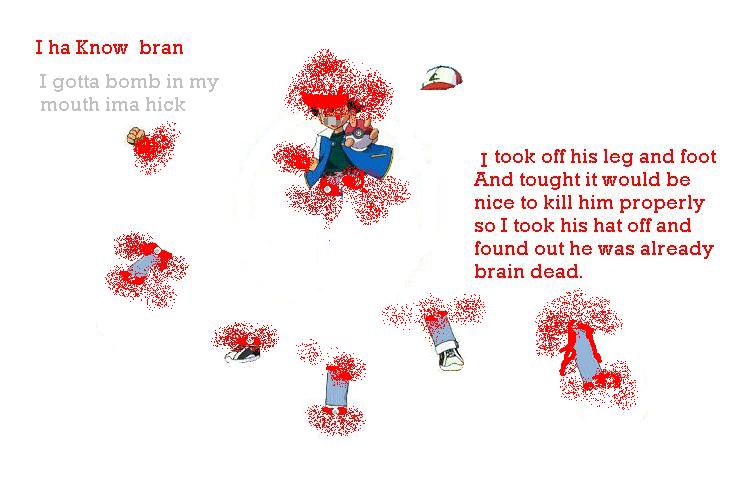 I ha Know bran
I gotta bomb in my
mouth ima hick
I took off his leg and foot
And tought it would be
nice to kill him properly
so I took his hat off and
found out he was already
brain dead.